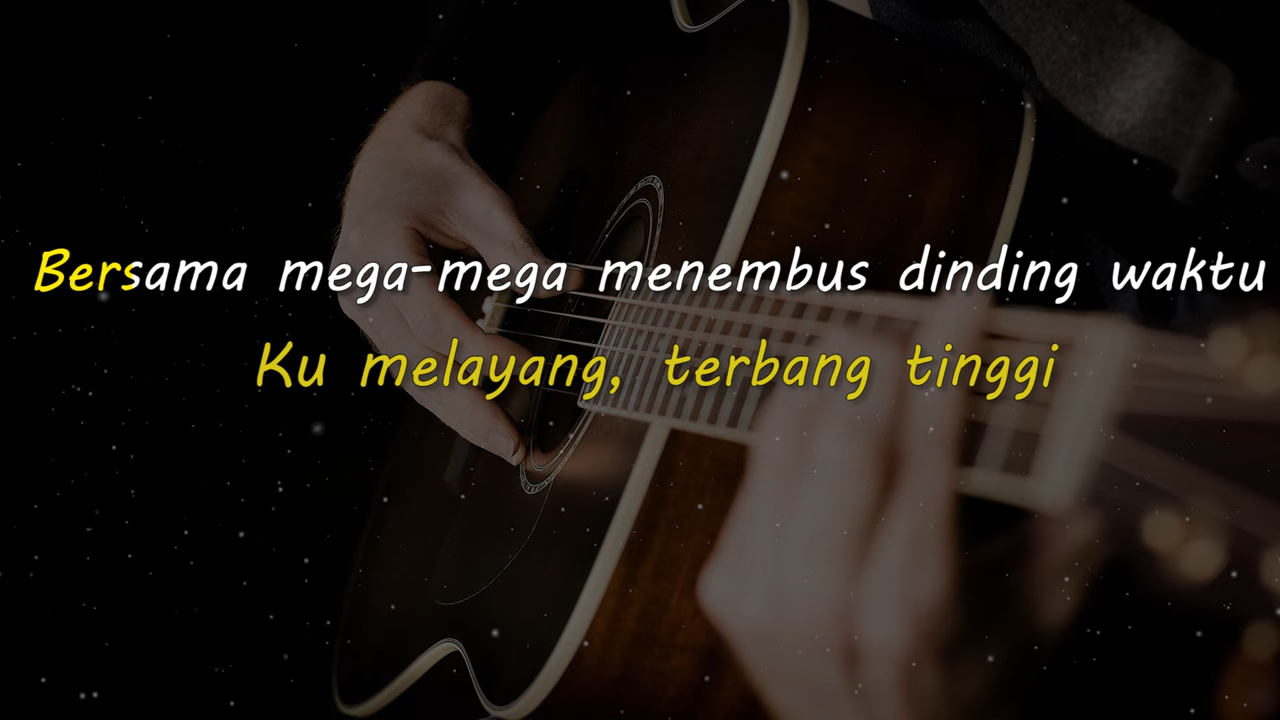 Bersama mega-mega menembus dinding waktu
Ku melayang, terbang tinggi